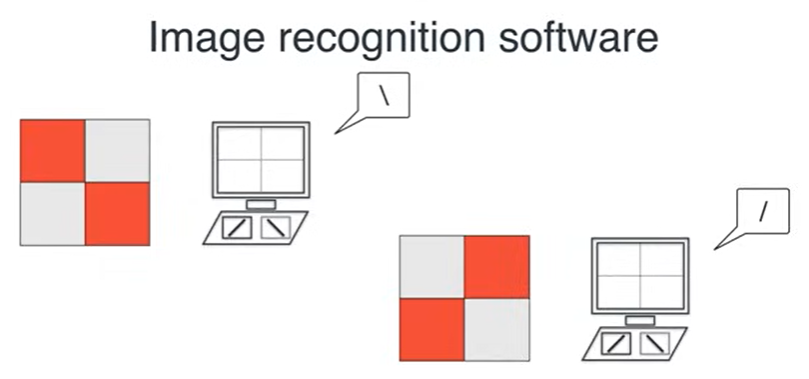 Image recognition software
\
/ \
/
/ \